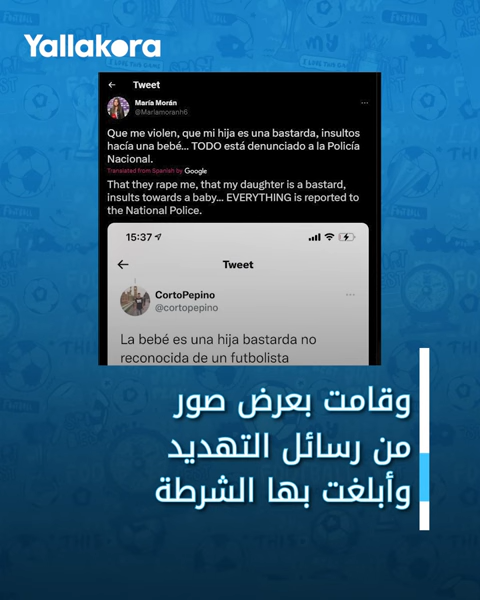 Yallakora
Tweet
María Morán
@Marlamoranh6
Que me violen, que mi hija es una bastarda, insultos
hacía una bebé... TODO está denunciado a la Policía
Nacional.
Translated from Spanish by Google
That they rape me, that my daughter is a bastard,
insults towards a baby... EVERYTHING is reported to
the National Police.
15:37
Tweet
CortoPepino
@cortopepino
La bebé es una hija bastarda no
reconocida de un futbolista
وقامت بعرض صور
من رسائل التهديد
وأبلغت بها الشرطة